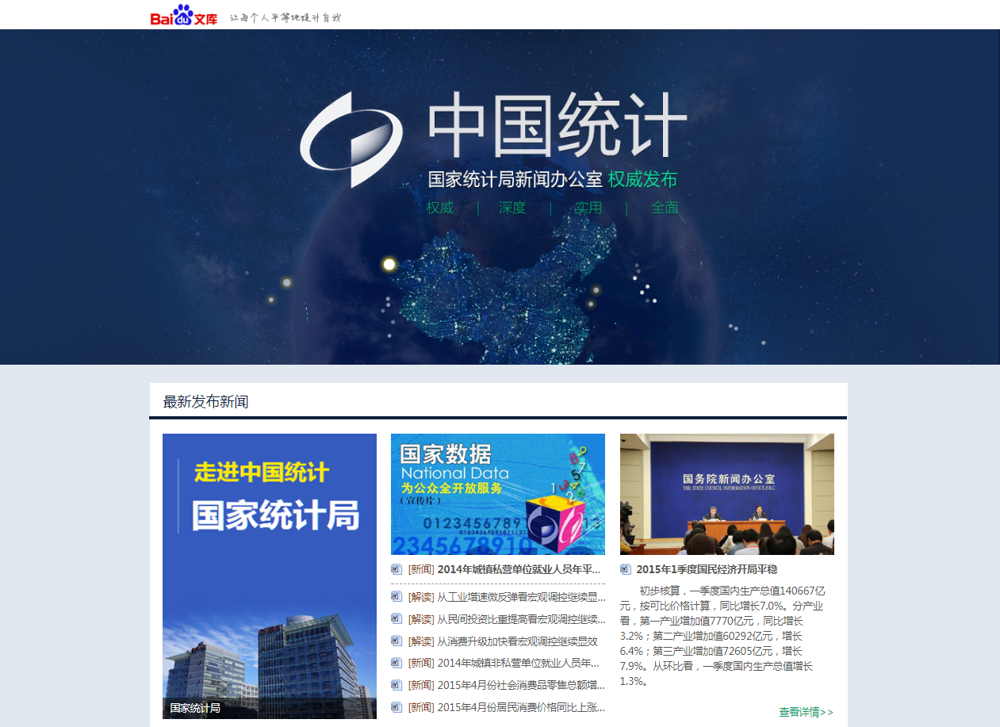 Bai du 文库 让每个人平等地提升自我
中国统计
国家统计局新闻办公室 权威发布
权威 | 深度 | 实用 | 全面
最新发布新闻
走进中国统计
国家统计局
国家统计局
国家数据
National Data
为公众全开放服务
(宣传片)
[新闻] 2014年城镇私营单位就业人员年平...
[解读] 从工业增速微反弹看宏观调控继续显...
[解读] 从民间投资比重提高看宏观调控继续...
[解读] 从消费升级加快看宏观调控继续显效
[新闻] 2014年城镇非私营单位就业人员年...
[新闻] 2015年4月份社会消费品零售总额增...
[新闻] 2015年4月份居民消费价格同比上涨...
国务院新闻办公室
THE STATE COUNCIL INFORMATION OFFICE, P.R.C.
2015年1季度国民经济开局平稳
初步核算，一季度国内生产总值140667亿
元，按可比价格计算，同比增长7.0%。分产业
看，第一产业增加值7770亿元，同比增长
3.2%；第二产业增加值60292亿元，增长
6.4%；第三产业增加值72605亿元，增长
7.9%。从环比看，一季度国内生产总值增长
1.3%。
查看详情>>